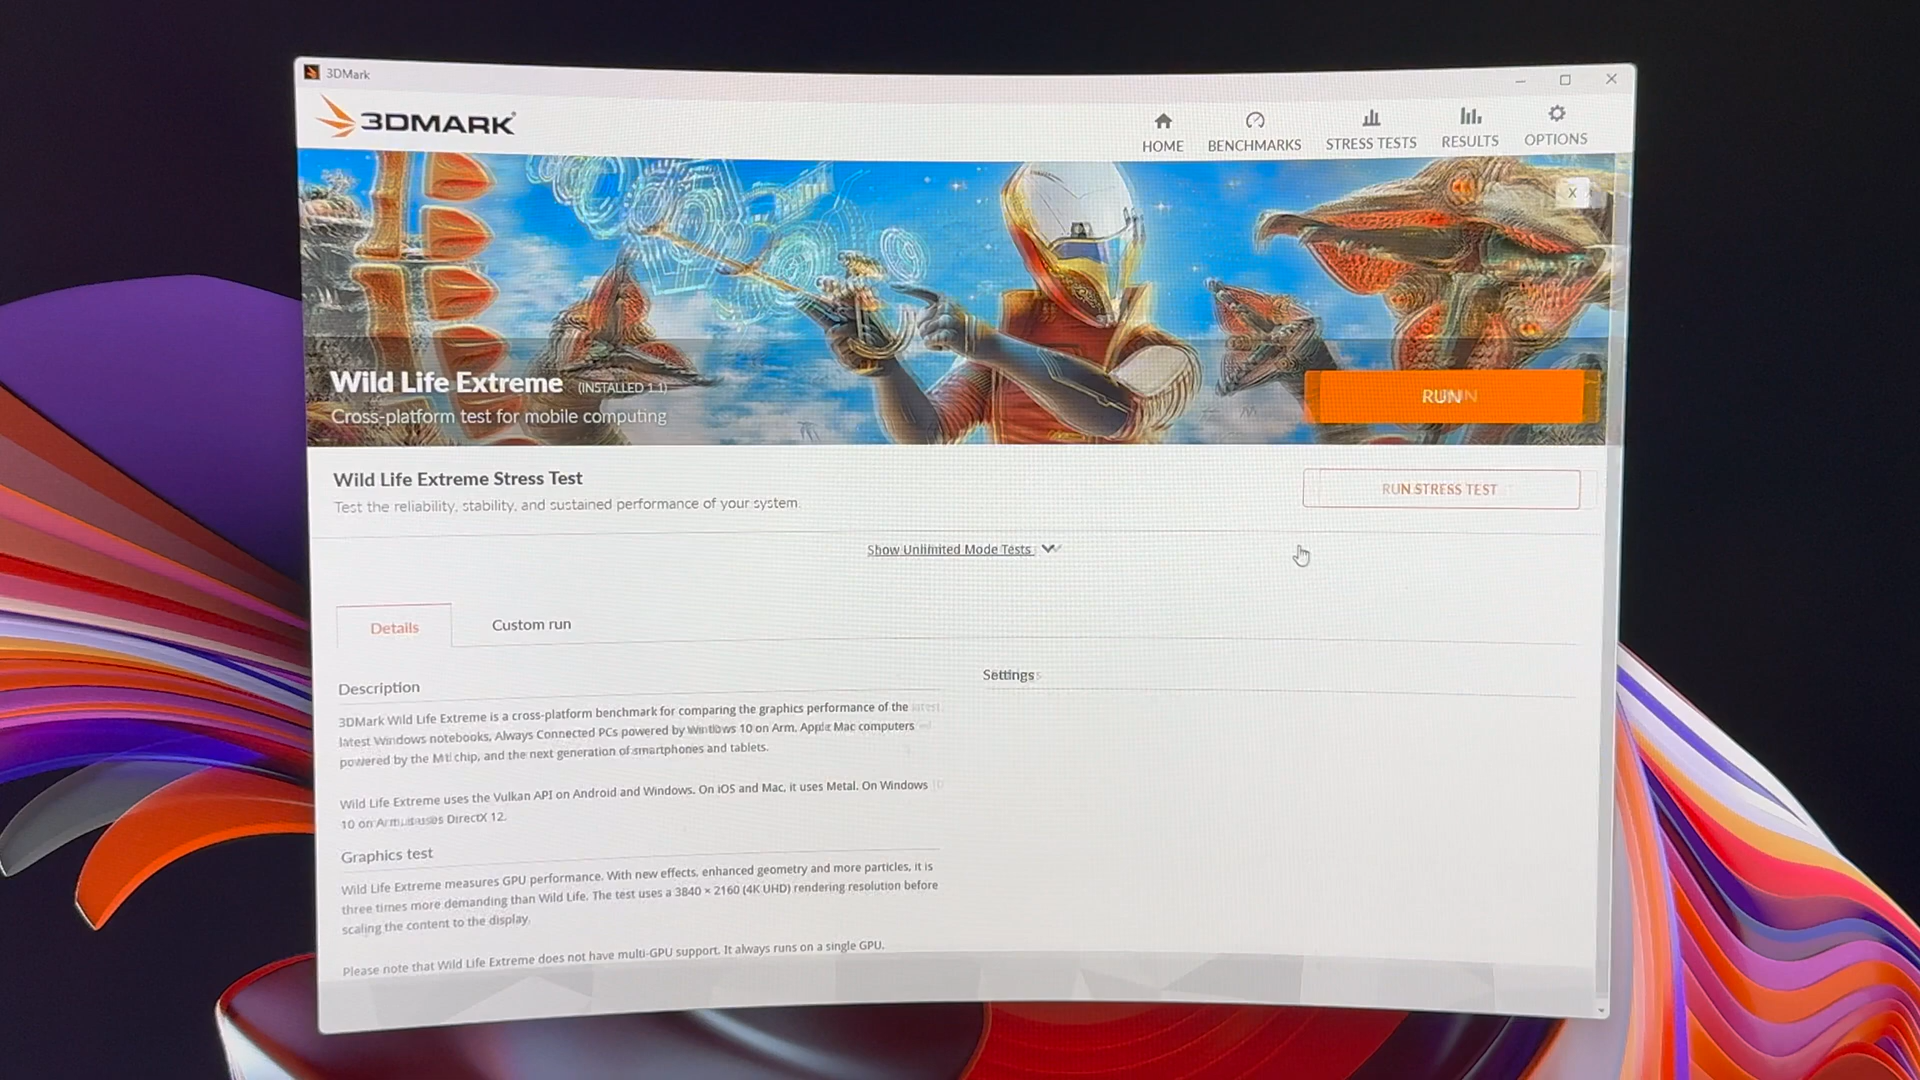 3DMark
3DMARK
HOME
BENCHMARKS
STRESS TESTS
RESULTS
OPTIONS
X
Wild Life Extreme (INSTALLED 1.1)
Cross-platform test for mobile computing
RUN
Wild Life Extreme Stress Test
Test the reliability, stability, and sustained performance of your system.
RUN STRESS TEST
Show Unlimited Mode Tests
Details
Custom run
Description
3DMark Wild Life Extreme is a cross-platform benchmark for comparing the graphics performance of the
latest Windows notebooks, Always Connected PCs powered by Windows 10 on Arm, Apple Mac computers
powered by the M1 chip, and the next generation of smartphones and tablets.
Wild Life Extreme uses the Vulkan API on Android and Windows. On iOS and Mac, it uses Metal. On Windows
10 on Arm, it uses DirectX 12.
Graphics test
Wild Life Extreme measures GPU performance. With new effects, enhanced geometry and more particles, it is
three times more demanding than Wild Life. The test uses a 3840 × 2160 (4K UHD) rendering resolution before
scaling the content to the display.
Please note that Wild Life Extreme does not have multi-GPU support. It always runs on a single GPU.
Settings